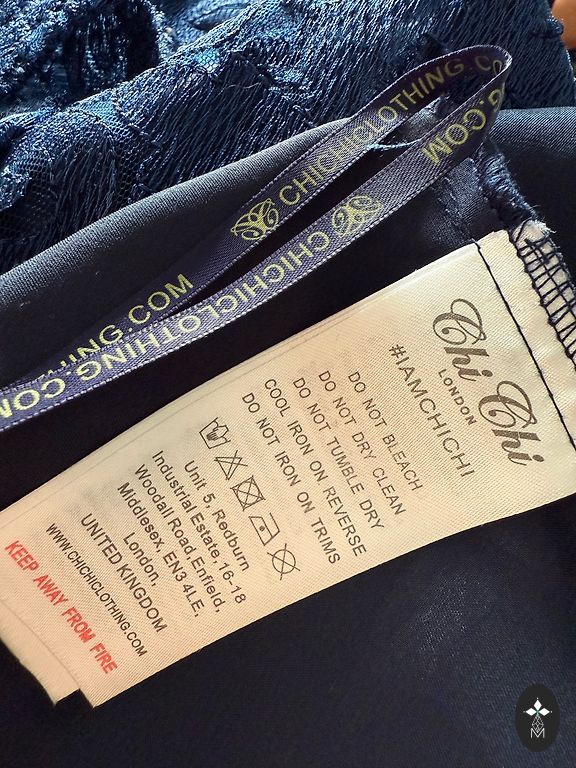 CHICHICLOTHING.CO
G.COM
NG.COM
CHICHICLOTHING.COM
Chi Chi
LONDON
#IAMCHICHI
DO NOT BLEACH
DO NOT DRY CLEAN
DO NOT TUMBLE DRY
COOL IRON ON REVERSE
DO NOT IRON ON TRIMS
Unit 5, Redburn
Industrial Estate,16-18
Woodall Road,Enfield,
Middlesex, EN3 4LE,
London,
UNITED KINGDOM
WWW.CHICHICLOTHING.COM
KEEP AWAY FROM FIRE
M